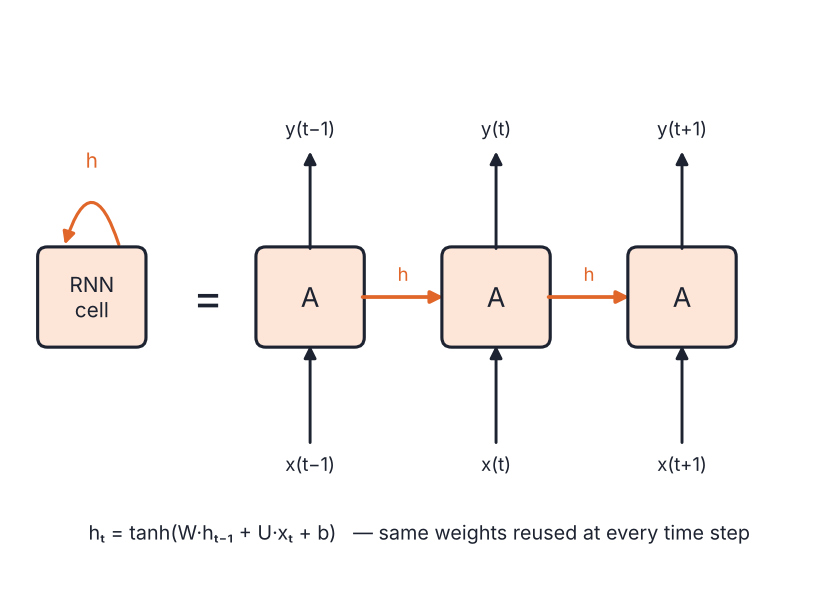 y(t−1) y(t) y(t+1)
h
RNN
cell
=
A h A h A
x(t−1) x(t) x(t+1)
hₜ = tanh(W·hₜ₋₁ + U·xₜ + b) — same weights reused at every time step